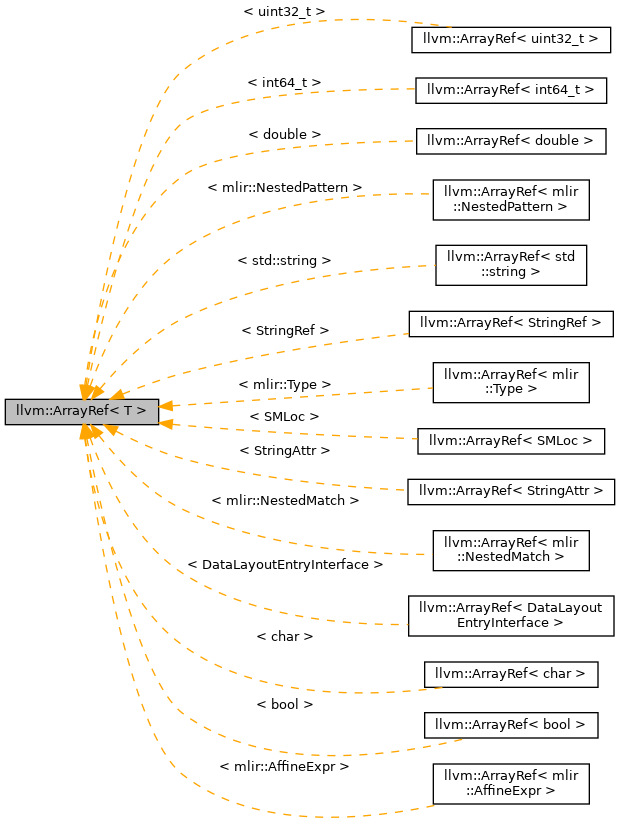 < uint32_t >
llvm::ArrayRef< uint32_t >
< int64_t >
llvm::ArrayRef< int64_t >
< double >
llvm::ArrayRef< double >
< mlir::NestedPattern >
llvm::ArrayRef< mlir
::NestedPattern >
< std::string >
llvm::ArrayRef< std
::string >
< StringRef >
llvm::ArrayRef< StringRef >
< mlir::Type >
llvm::ArrayRef< mlir
::Type >
llvm::ArrayRef< T >
< SMLoc >
llvm::ArrayRef< SMLoc >
< StringAttr >
llvm::ArrayRef< StringAttr >
< mlir::NestedMatch >
llvm::ArrayRef< mlir
::NestedMatch >
< DataLayoutEntryInterface >
llvm::ArrayRef< DataLayout
EntryInterface >
< char >
llvm::ArrayRef< char >
< bool >
llvm::ArrayRef< bool >
< mlir::AffineExpr >
llvm::ArrayRef< mlir
::AffineExpr >